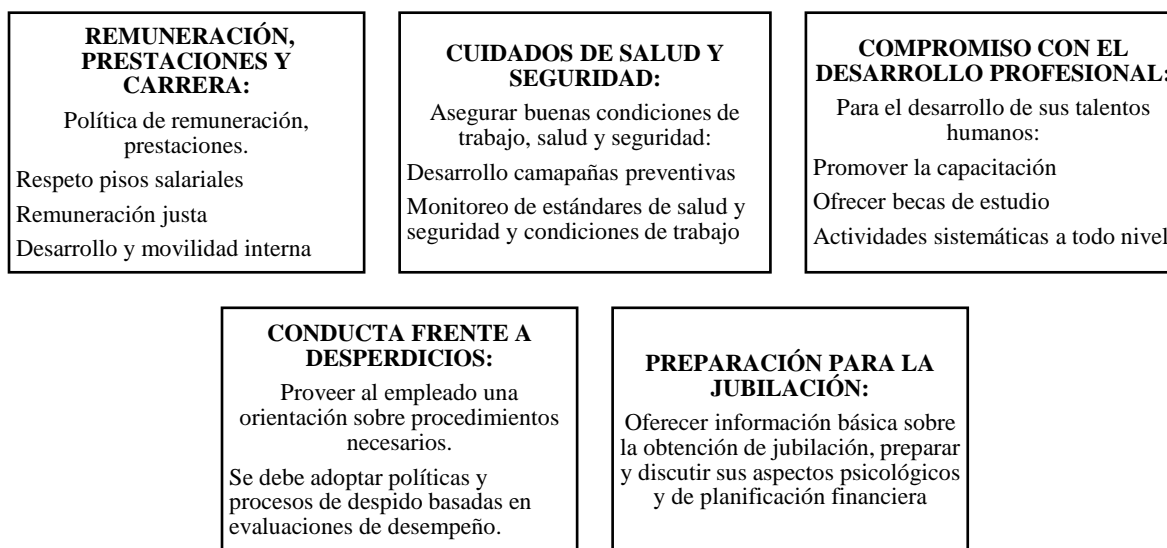 REMUNERACIÓN,
PRESTACIONES Y
CARRERA:
Política de remuneración,
prestaciones.
Respeto pisos salariales
Remuneración justa
Desarrollo y movilidad interna
CUIDADOS DE SALUD Y
SEGURIDAD:
Asegurar buenas condiciones de
trabajo, salud y seguridad:
Desarrollo camapañas preventivas
Monitoreo de estándares de salud y
seguridad y condiciones de trabajo
COMPROMISO CON EL
DESARROLLO PROFESIONAL:
Para el desarrollo de sus talentos
humanos:
Promover la capacitación
Ofrecer becas de estudio
Actividades sistemáticas a todo nivel
CONDUCTA FRENTE A
DESPERDICIOS:
Proveer al empleado una
orientación sobre procedimientos
necesarios.
Se debe adoptar políticas y
procesos de despido basadas en
evaluaciones de desempeño.
PREPARACIÓN PARA LA
JUBILACIÓN:
Oferecer información básica sobre
la obtención de jubilación, preparar
y discutir sus aspectos psicológicos
y de planificación financiera